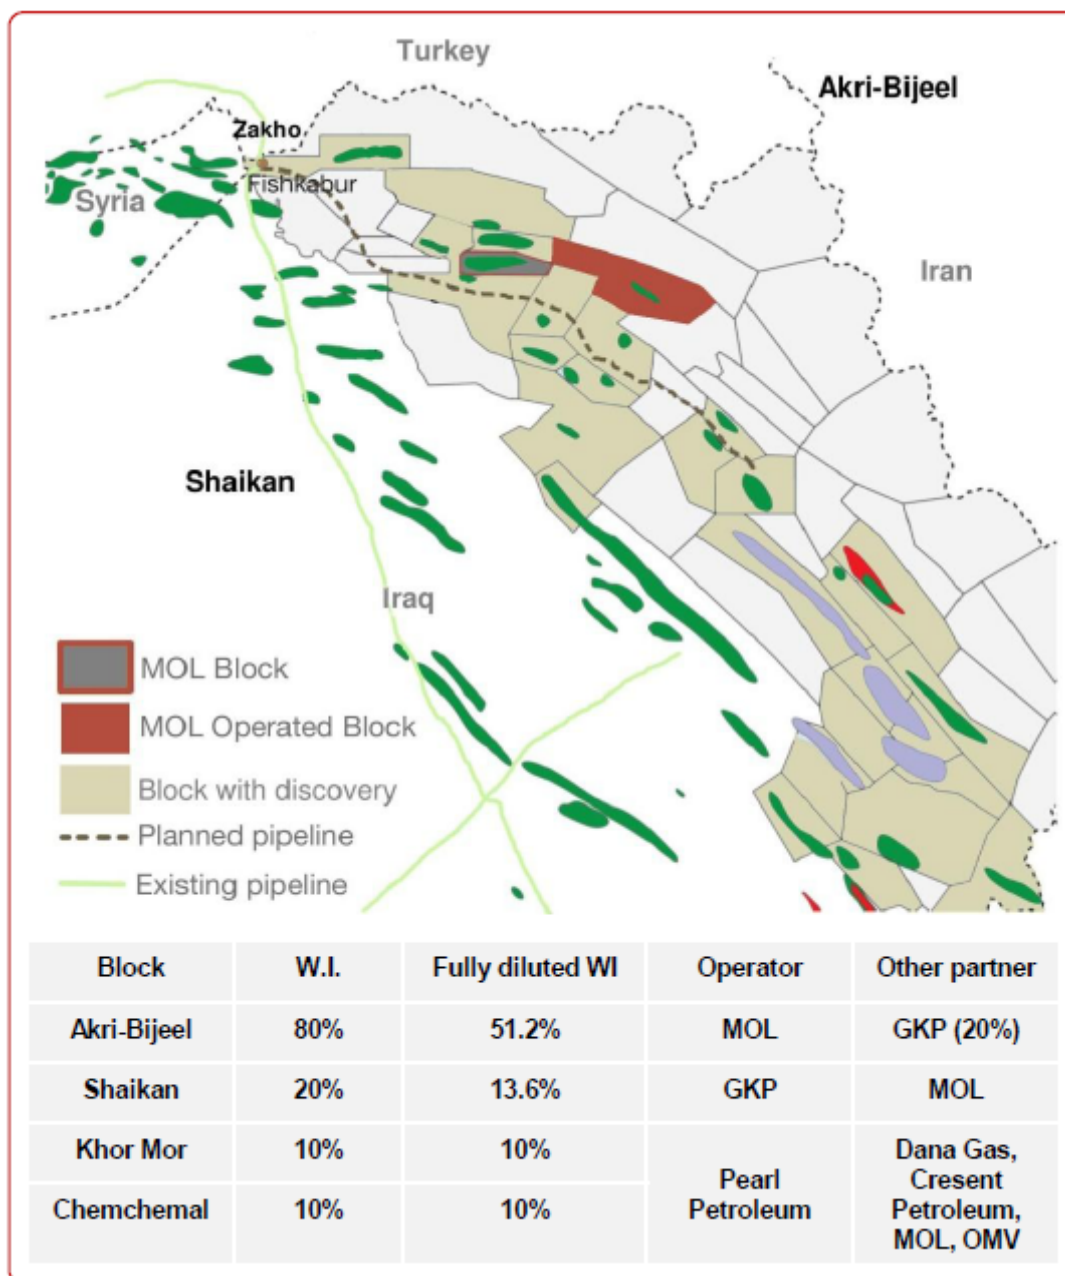 Turkey
Akri-Bijeel
Zakho
Fishkabur
Syria
Iran
Shaikan
Iraq
MOL Block
MOL Operated Block
Block with discovery
Planned pipeline
Existing pipeline
Block W.I. Fully diluted WI Operator Other partner
Akri-Bijeel 80% 51.2% MOL GKP (20%)
Shaikan 20% 13.6% GKP MOL
Khor Mor 10% 10%
Chemchemal 10% 10%
Pearl
Petroleum
Dana Gas,
Cresent
Petroleum,
MOL, OMV